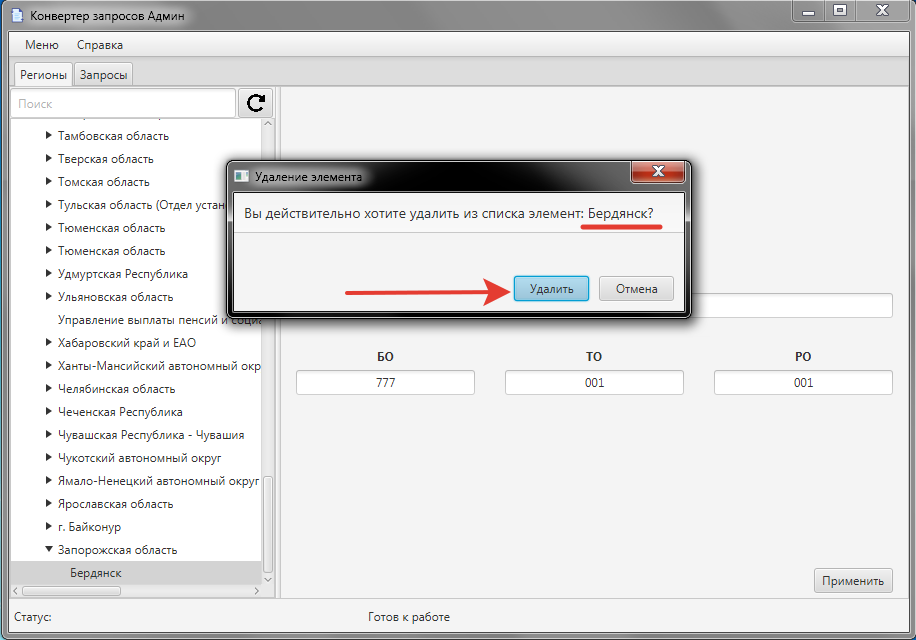 Конвертер запросов Админ
Меню Справка
Регионы Запросы
Поиск
Тамбовская область
Тверская область
Томская область
Тульская область (Отдел устан
Тюменская область
Тюменская область
Удмуртская Республика
Ульяновская область
Управление выплаты пенсий и социа
Хабаровский край и ЕАО
Ханты-Мансийский автономный окр
Челябинская область
Чеченская Республика
Чувашская Республика - Чувашия
Чукотский автономный округ
Ямало-Ненецкий автономный округ
Ярославская область
г. Байконур
Запорожская область
Бердянск
Удаление элемента
Вы действительно хотите удалить из списка элемент: Бердянск?
Удалить Отмена
БО ТО РО
777 001 001
Применить
Статус: Готов к работе